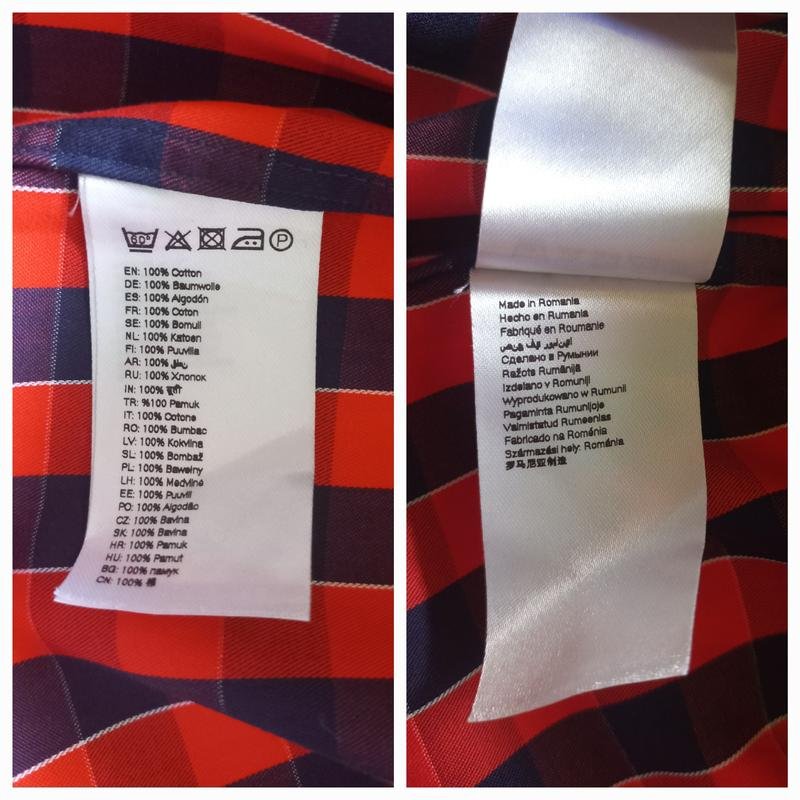 60°
P
EN: 100% Cotton
DE: 100% Baumwolle
ES: 100% Algodón
FR: 100% Coton
SE: 100% Bomull
NL: 100% Katoen
FI: 100% Puuvilla
AR: 100%
RU: 100% Хлопок
IN: 100%
TR: %100 Pamuk
IT: 100% Cotone
RO: 100% Bumbac
LV: 100% Kokvilna
SL: 100% Bombaž
PL: 100% Bawełny
LH: 100% Medvilnė
EE: 100% Puuvill
PO: 100% Algodão
CZ: 100% Bavlna
SK: 100% Bavlna
HR: 100% Pamuk
HU: 100% Pamut
BG: 100% памук
CN: 100% 棉
Made in Romania
Hecho en Rumania
Fabriqué en Roumanie
Сделано в Румынии
Ražots Rumānijā
Izdelano v Romuniji
Wyprodukowano w Rumunii
Pagaminta Rumunijoje
Valmistatud Rumeenias
Fabricado na Roménia
Származási hely: Románia
罗马尼亚制造